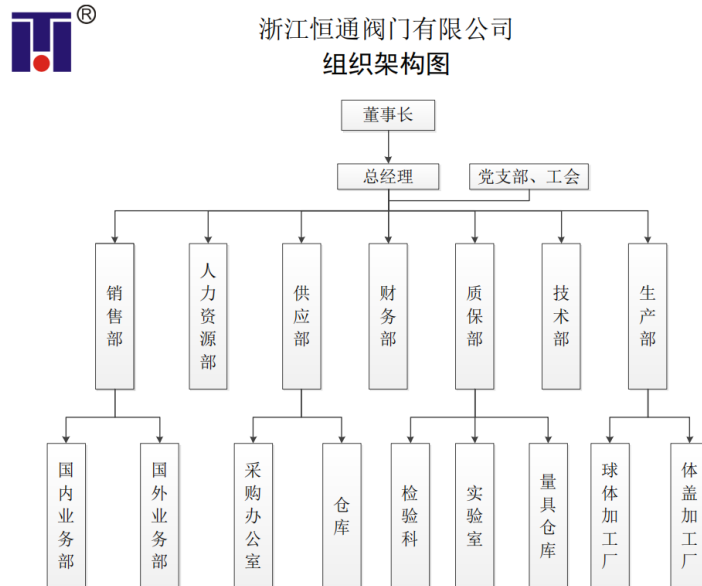 ®
浙江恒通阀门有限公司
组织架构图
董事长
总经理
党支部、工会
销售部
人力资源部
供应部
财务部
质保部
技术部
生产部
国内业务部
国外业务部
采购办公室
仓库
检验科
实验室
量具仓库
球体加工厂
体盖加工厂